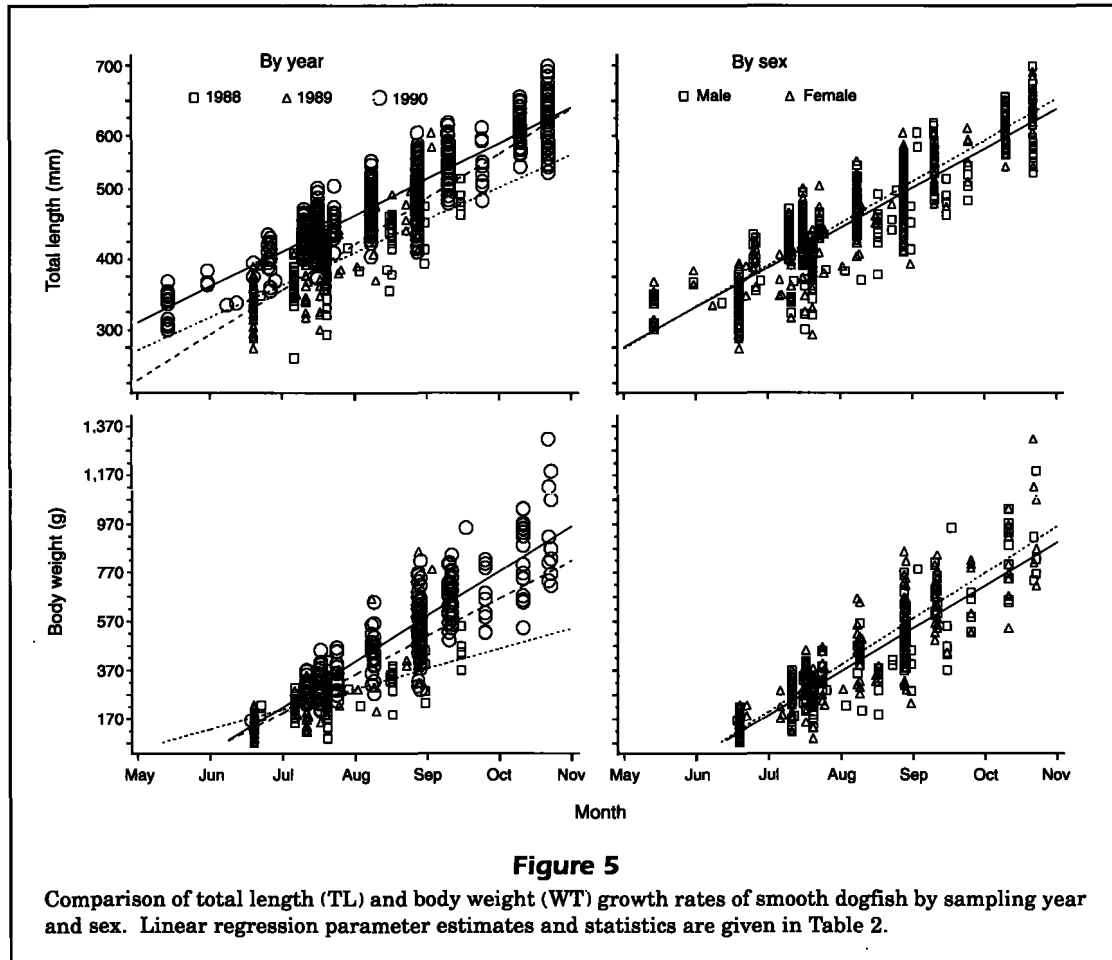 By year
1988 1989 1990
By sex
Male Female
Total length (mm)
700
600
500
400
300
Body weight (g)
1,370
1,170
970
770
570
370
170
May Jun Jul Aug Sep Oct Nov
May Jun Jul Aug Sep Oct Nov
Month
Figure 5
Comparison of total length (TL) and body weight (WT) growth rates of smooth dogfish by sampling year
and sex. Linear regression parameter estimates and statistics are given in Table 2.